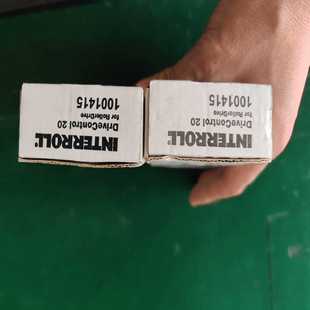 INTERROLL
DriveControl 20
for RollerDrive
1001415
INTERROLL
DriveControl 20
for RollerDrive
1001415